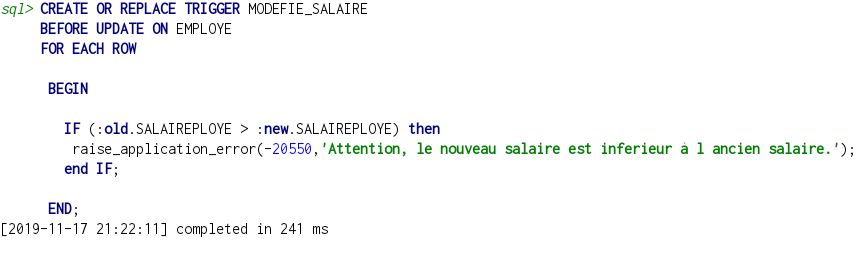 sql> CREATE OR REPLACE TRIGGER MODEFIE_SALAIRE
BEFORE UPDATE ON EMPLOYE
FOR EACH ROW
BEGIN
IF (:old.SALAIREPLOYE > :new.SALAIREPLOYE) then
raise_application_error(-20550,'Attention, le nouveau salaire est inferieur à l ancien salaire.');
end IF;
END;
[2019-11-17 21:22:11] completed in 241 ms